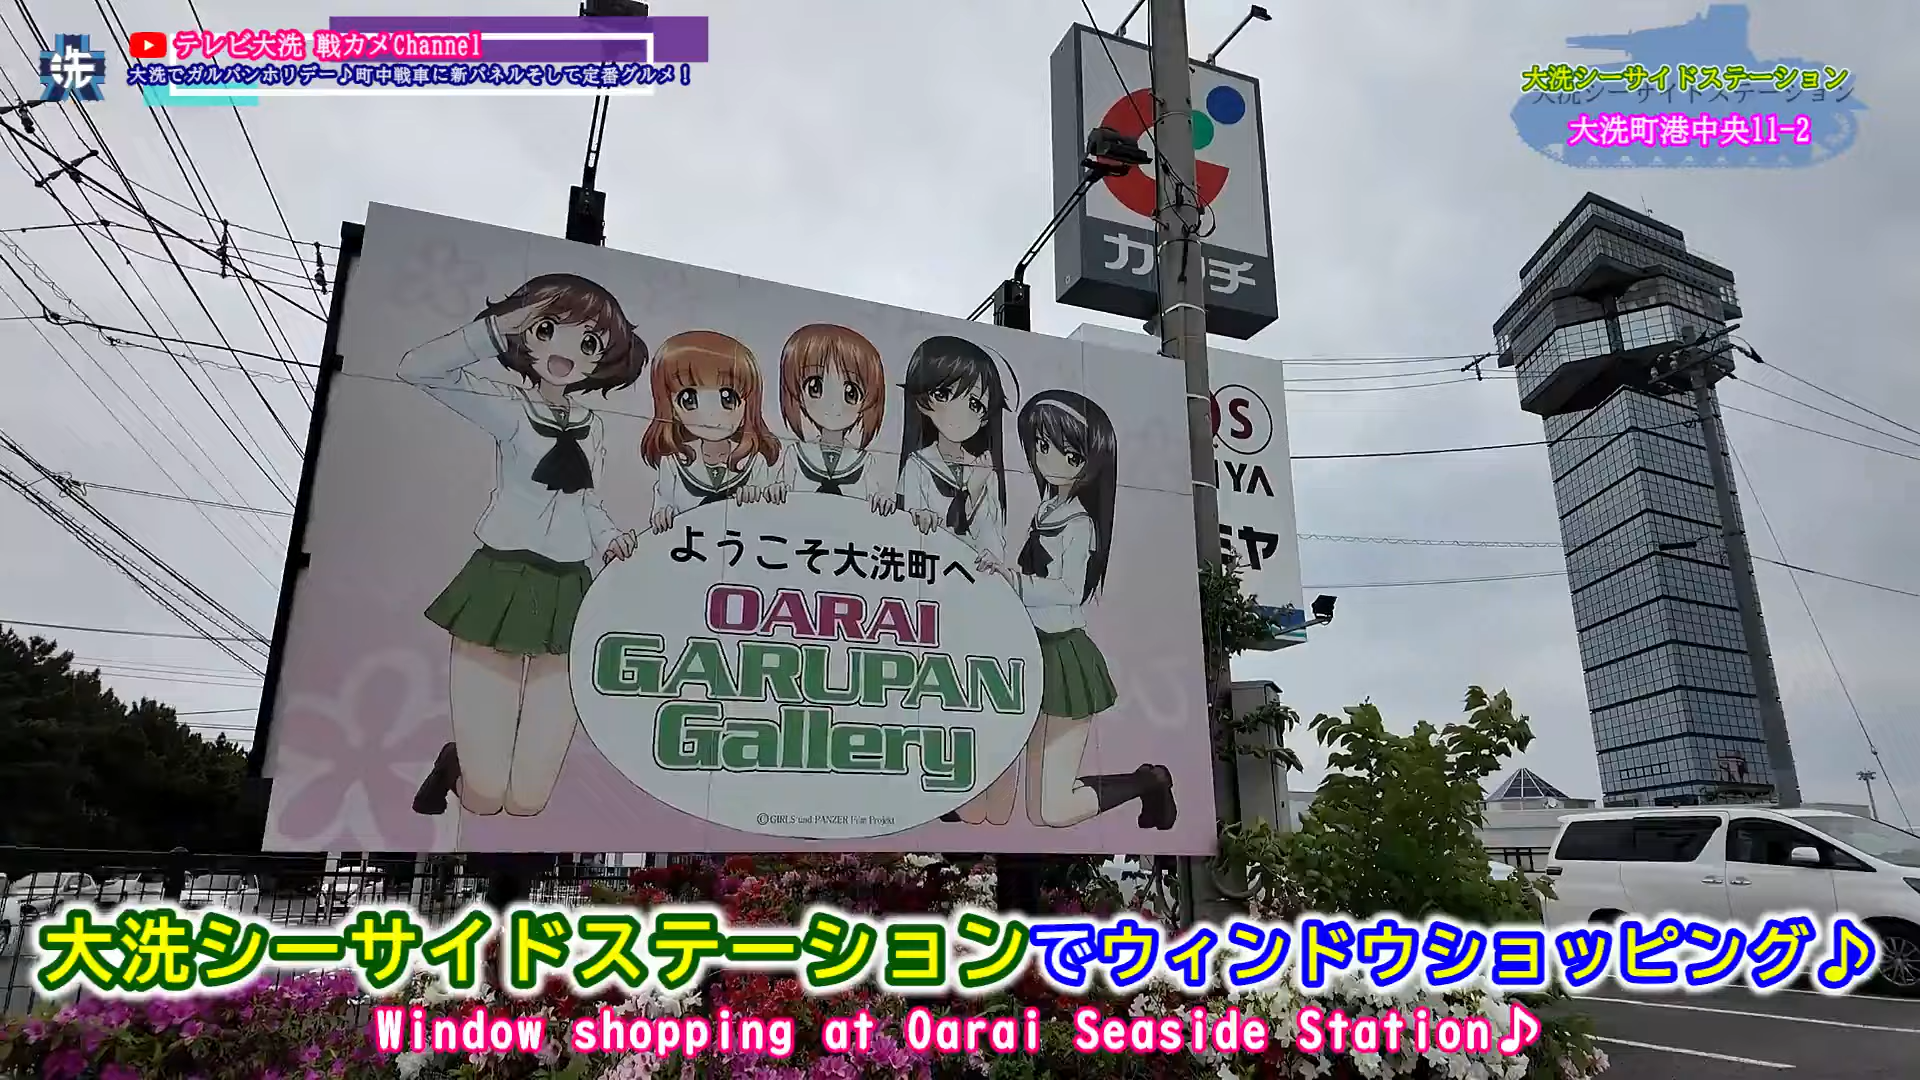 洗
テレビ大洗 戦カメChannel
大洗でガルパンホリデー♪町中戦車に新パネルそして定番グルメ！
大洗シーサイドステーション
大洗町港中央11-2
ようこそ大洗町へ
OARAI
GARUPAN
Gallery
©GIRLS und PANZER Film Projekt
大洗シーサイドステーションでウィンドウショッピング♪
Window shopping at Oarai Seaside Station♪